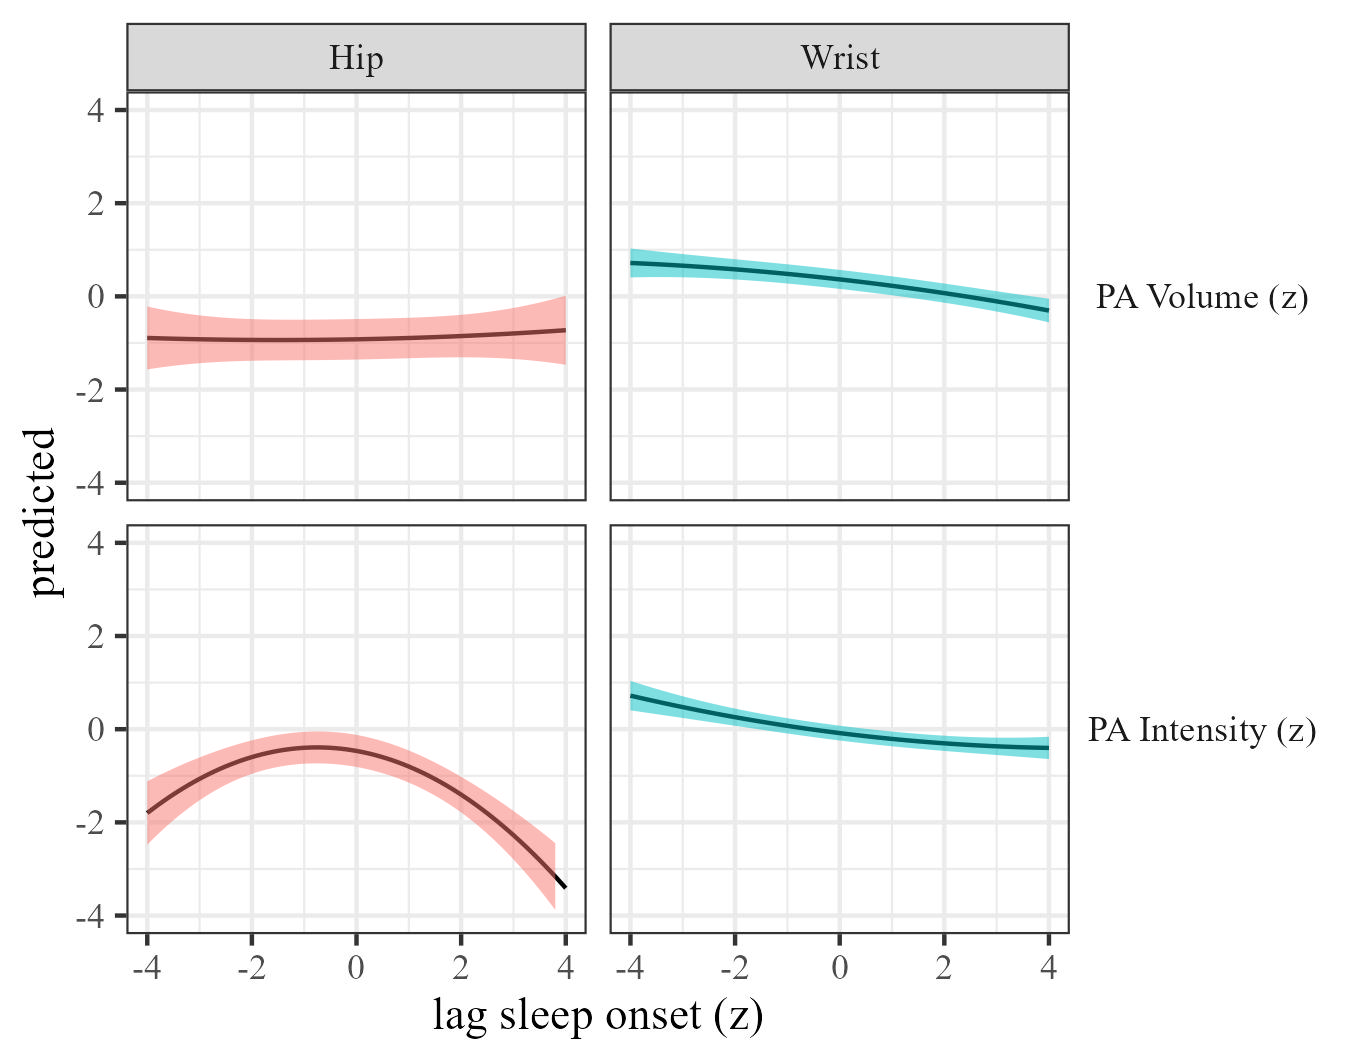 Hip
Wrist
4
2
0
-2
-4
PA Volume (z)
predicted
4
2
0
-2
-4
PA Intensity (z)
-4 -2 0 2 4
-4 -2 0 2 4
lag sleep onset (z)